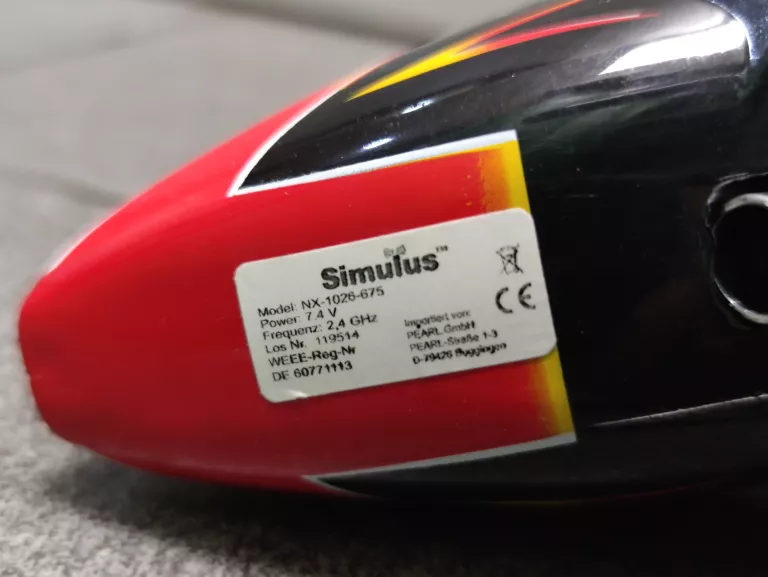 Simulus™
Model: NX-1026-675
Power: 7.4 V
Frequenz: 2,4 GHz
Los Nr. 119514
WEEE-Reg-Nr
DE 60771113
CE
Importiert von:
PEARL.GmbH
PEARL-Straße 1-3
D-79426 Buggingen